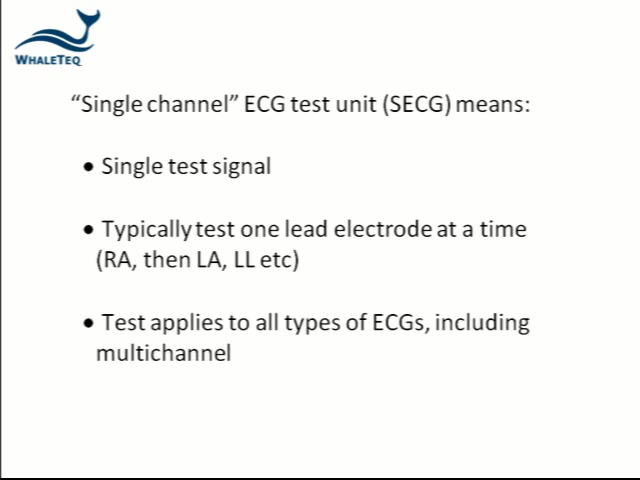 WHALETEQ
“Single channel” ECG test unit (SECG) means:
• Single test signal
• Typically test one lead electrode at a time
(RA, then LA, LL etc)
• Test applies to all types of ECGs, including
multichannel